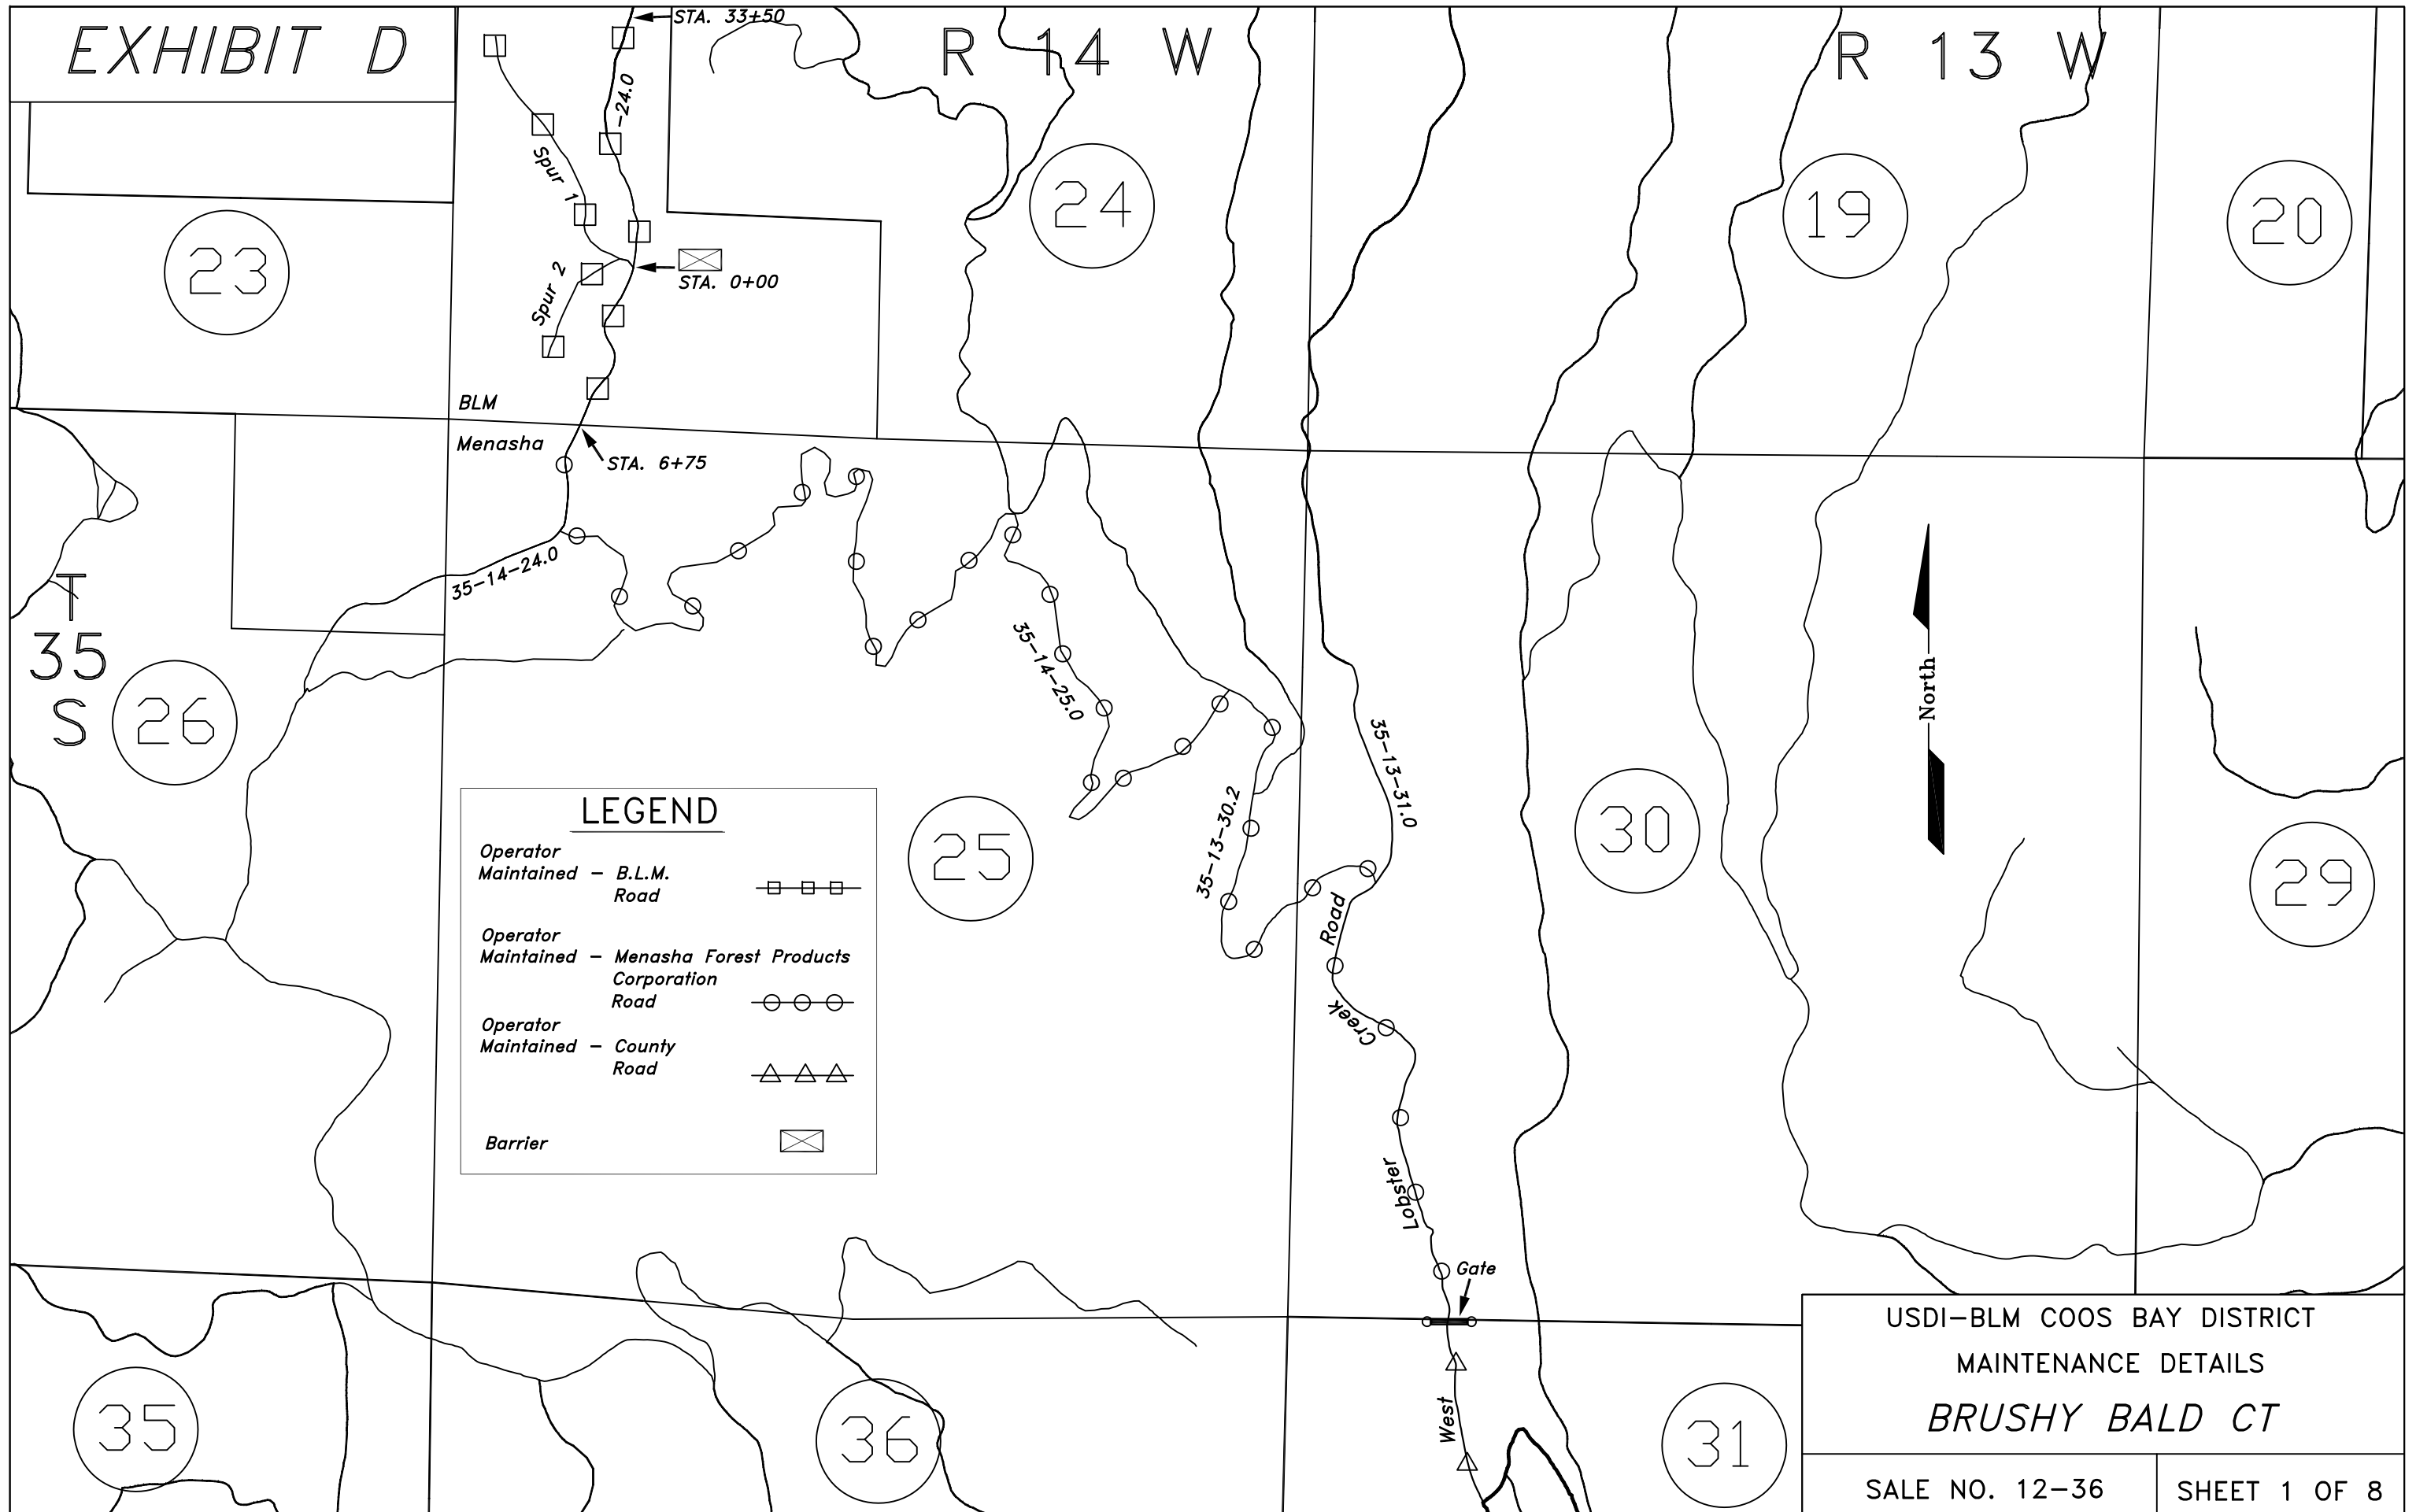 EXHIBIT D
STA. 33+50
R 14 W
R 13 W
-24.0
Spur 1
24
19
20
23
STA. 0+00
Spur 2
BLM
Menasha
STA. 6+75
35-14-24.0
T
35
S
26
35-14-25.0
North
35-13-31.0
35-13-30.2
25
30
29
LEGEND
Operator
Maintained - B.L.M.
Road
Operator
Maintained - Menasha Forest Products
Corporation
Road
Operator
Maintained - County
Road
Barrier
West Lobster Creek Road
Gate
35
36
31
USDI-BLM COOS BAY DISTRICT
MAINTENANCE DETAILS
BRUSHY BALD CT
SALE NO. 12-36
SHEET 1 OF 8